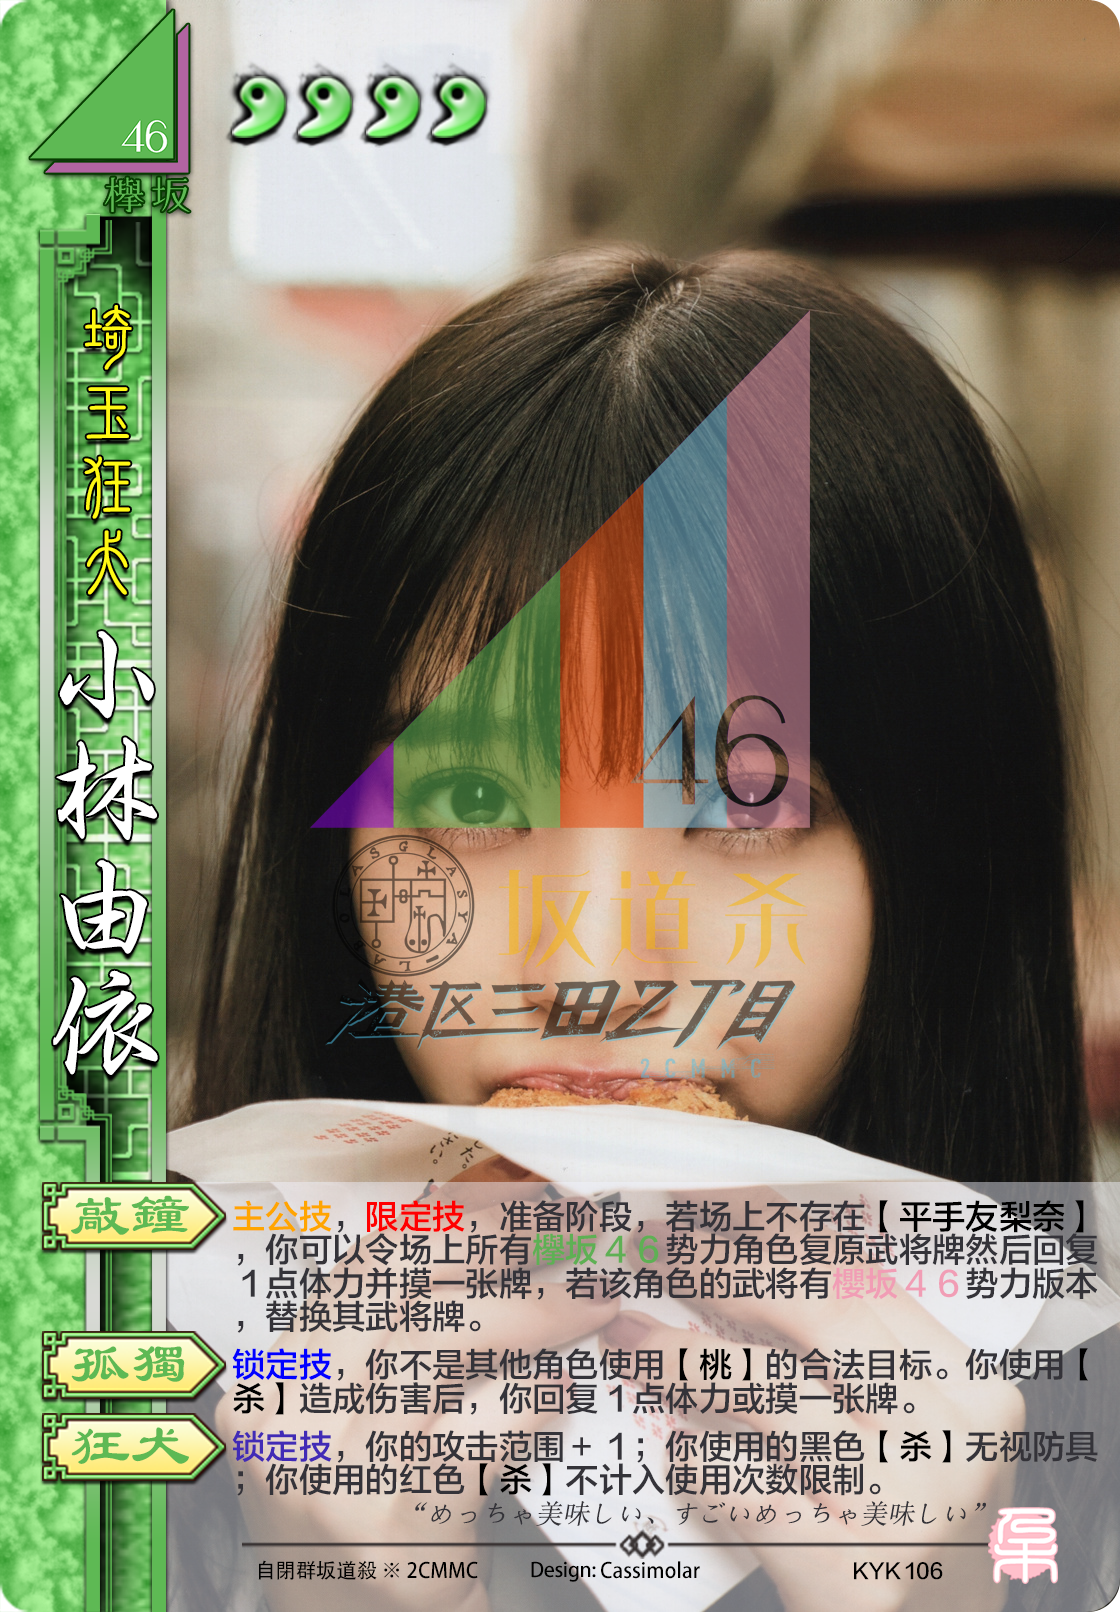 46
欅坂
埼玉狂犬
小林由依
46
GLASYA-LABOLAS
坂道杀
港区三田2丁目
2CMMC
敲鐘
主公技，限定技，准备阶段，若场上不存在【平手友梨奈】
，你可以令场上所有欅坂４６势力角色复原武将牌然后回复
１点体力并摸一张牌，若该角色的武将有櫻坂４６势力版本
，替换其武将牌。
孤獨
锁定技，你不是其他角色使用【桃】的合法目标。你使用【
杀】造成伤害后，你回复１点体力或摸一张牌。
狂犬
锁定技，你的攻击范围＋１；你使用的黑色【杀】无视防具
；你使用的红色【杀】不计入使用次数限制。
“めっちゃ美味しい、すごいめっちゃ美味しい”
自閉群坂道殺 ※ 2CMMC
Design: Cassimolar
KYK 106